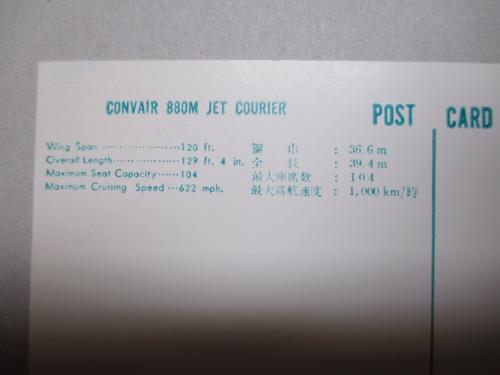 CONVAIR 880M JET COURIER
POST CARD
Wing Span ················120 ft. 翼巾 : 36.6 m
Overall Length··············129 ft. 4 in. 全長 : 39.4 m
Maximum Seat Capacity······104 最大座席数 : 104
Maximum Cruising Speed ···622 mph. 最大巡航速度 : 1,000 km/時